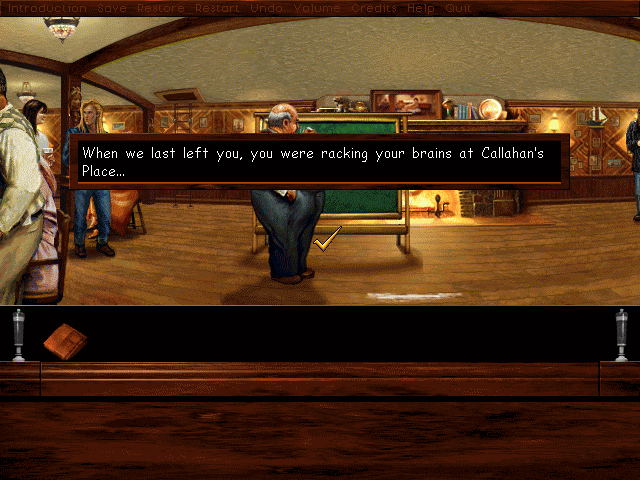 Introduction Save Restore Restart Undo Volume Credits Help Quit
When we last left you, you were racking your brains at Callahan's
Place...